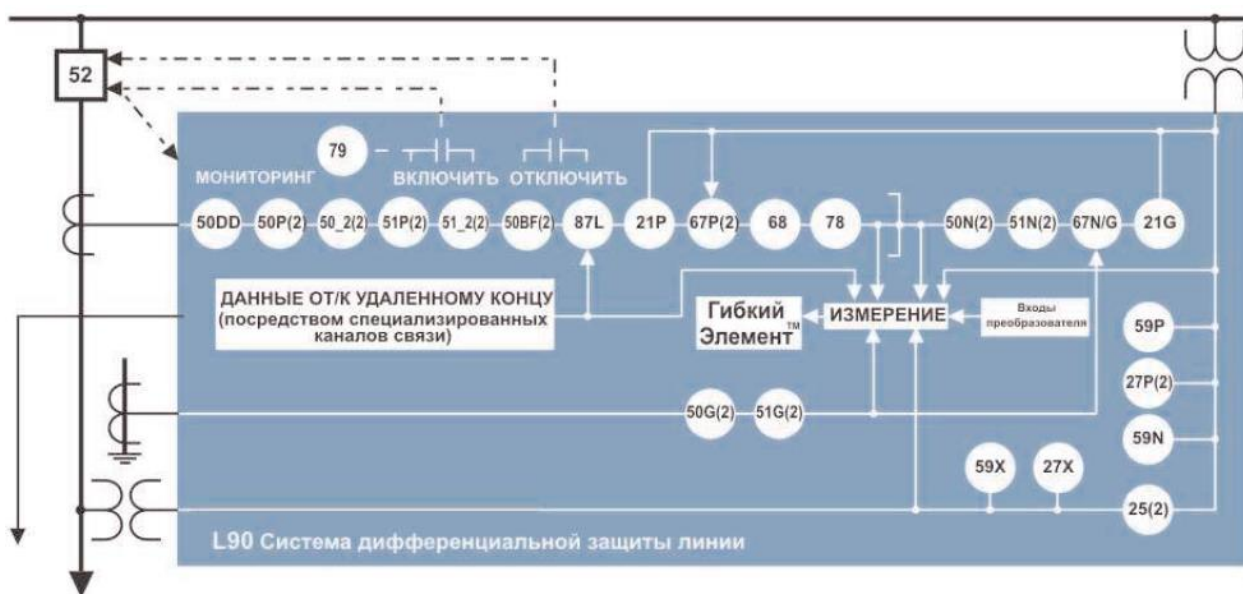 52
79
МОНИТОРИНГ
ВКЛЮЧИТЬ
ОТКЛЮЧИТЬ
50DD
50P(2)
50_2(2)
51P(2)
51_2(2)
50BF(2)
87L
21P
67P(2)
68
78
50N(2)
51N(2)
67N/G
21G
ДАННЫЕ ОТ/К УДАЛЕННОМУ КОНЦУ
(посредством специализированных
каналов связи)
Гибкий
Элемент™
ИЗМЕРЕНИЕ
Входы
преобразователя
59P
27P(2)
59N
25(2)
50G(2)
51G(2)
59X
27X
L90 Система дифференциальной защиты линии